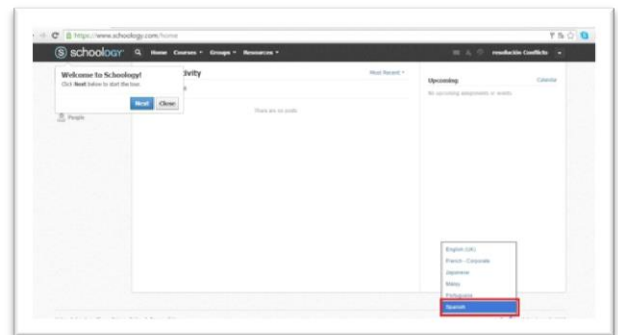 https://www.schoology.com/home
schoology Home Courses Groups Resources resolución Conflicto
Welcome to Schoology!
Click Next below to start the tour.
Next Close
ivity
Most Recent
There are no posts
People
Upcoming
Calendar
No upcoming assignments or events
English (UK)
French - Corporate
Japanese
Malay
Portuguese
Spanish